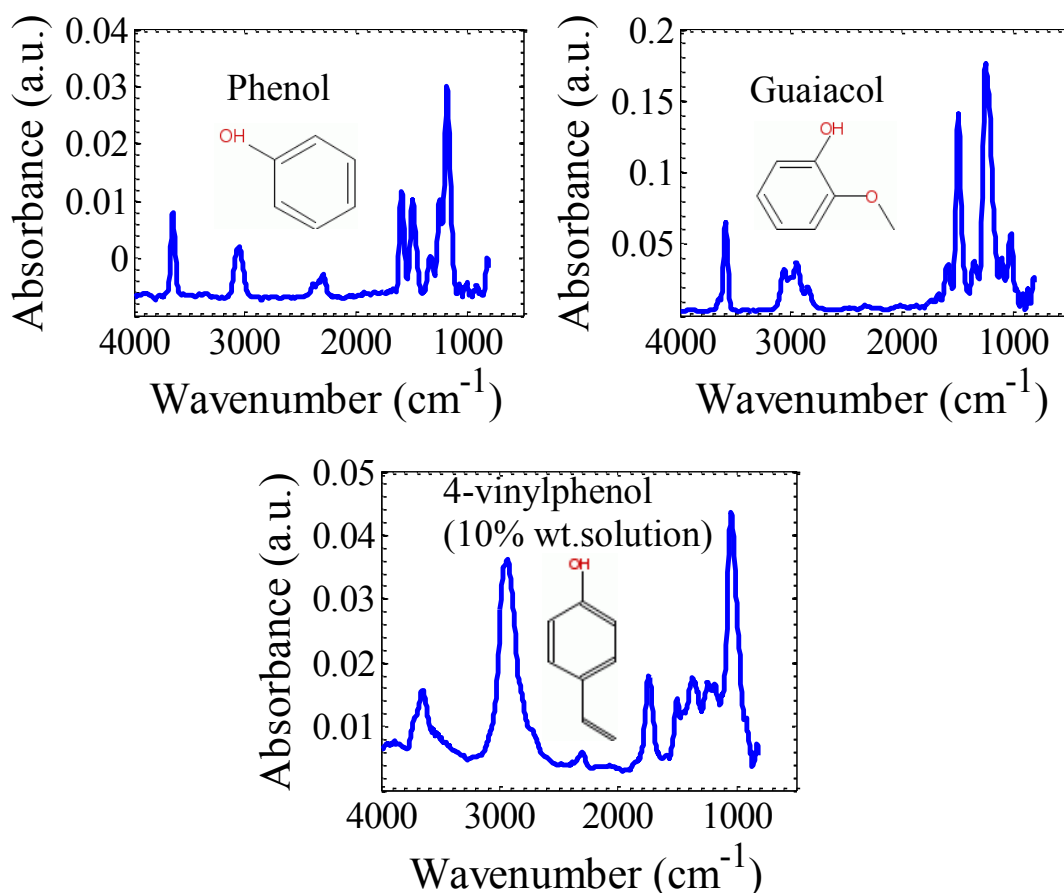 Absorbance (a.u.)
0.04
0.03
0.02
0.01
0
Phenol
OH
4000 3000 2000 1000
Wavenumber (cm⁻¹)
Absorbance (a.u.)
0.2
0.15
0.1
0.05
Guaiacol
OH
O
4000 3000 2000 1000
Wavenumber (cm⁻¹)
Absorbance (a.u.)
0.05
0.04
0.03
0.02
0.01
4-vinylphenol
(10% wt.solution)
OH
4000 3000 2000 1000
Wavenumber (cm⁻¹)